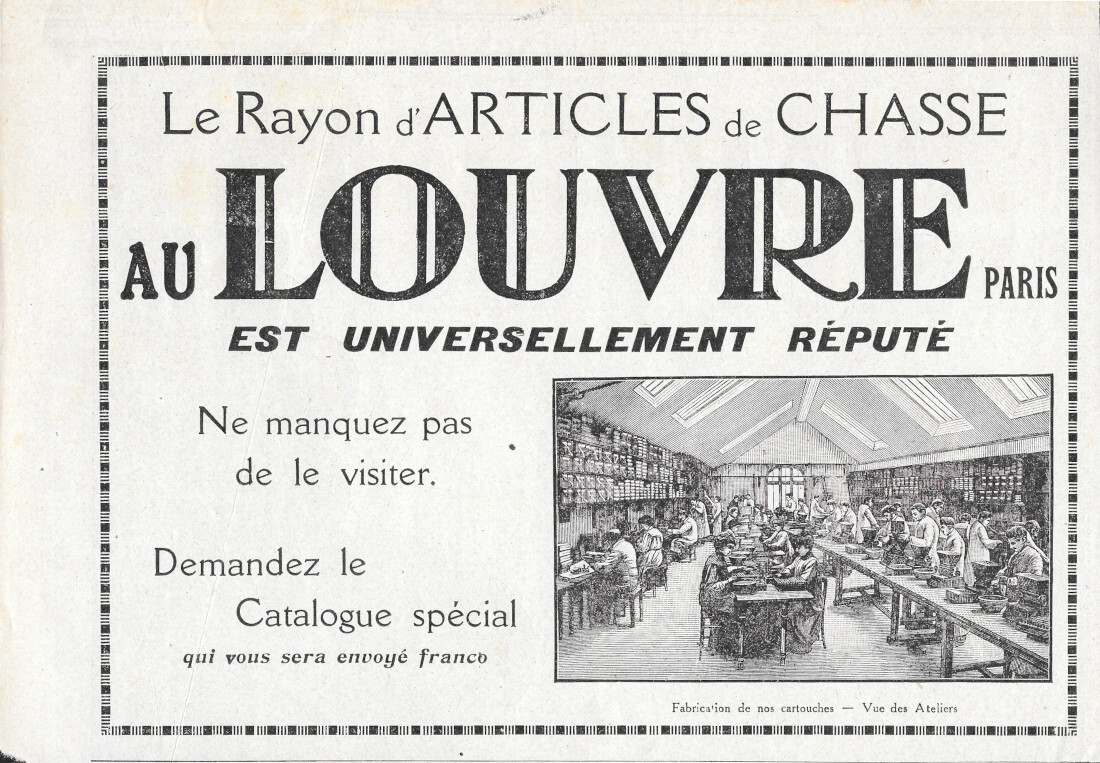 Le Rayon d'ARTICLES de CHASSE
AU LOUVRE PARIS
EST UNIVERSELLEMENT RÉPUTÉ
Ne manquez pas
de le visiter.
Demandez le
Catalogue spécial
qui vous sera envoyé franco
Fabrication de nos cartouches — Vue des Ateliers